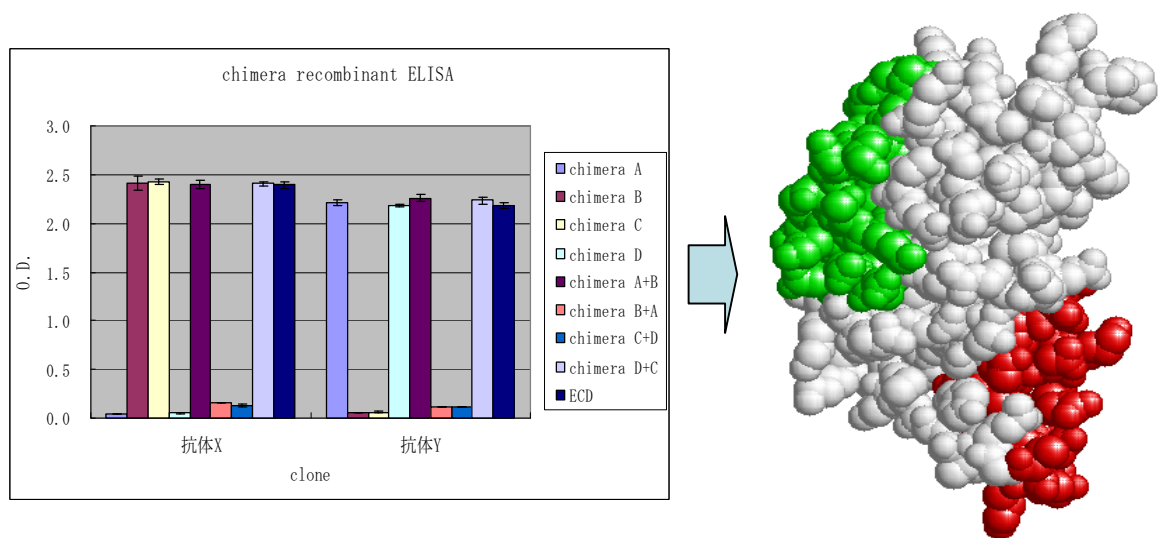 chimera recombinant ELISA
3.0
2.5
2.0
1.5
1.0
0.5
0.0
O.D.
抗体X
抗体Y
clone
chimera A
chimera B
chimera C
chimera D
chimera A+B
chimera B+A
chimera C+D
chimera D+C
ECD